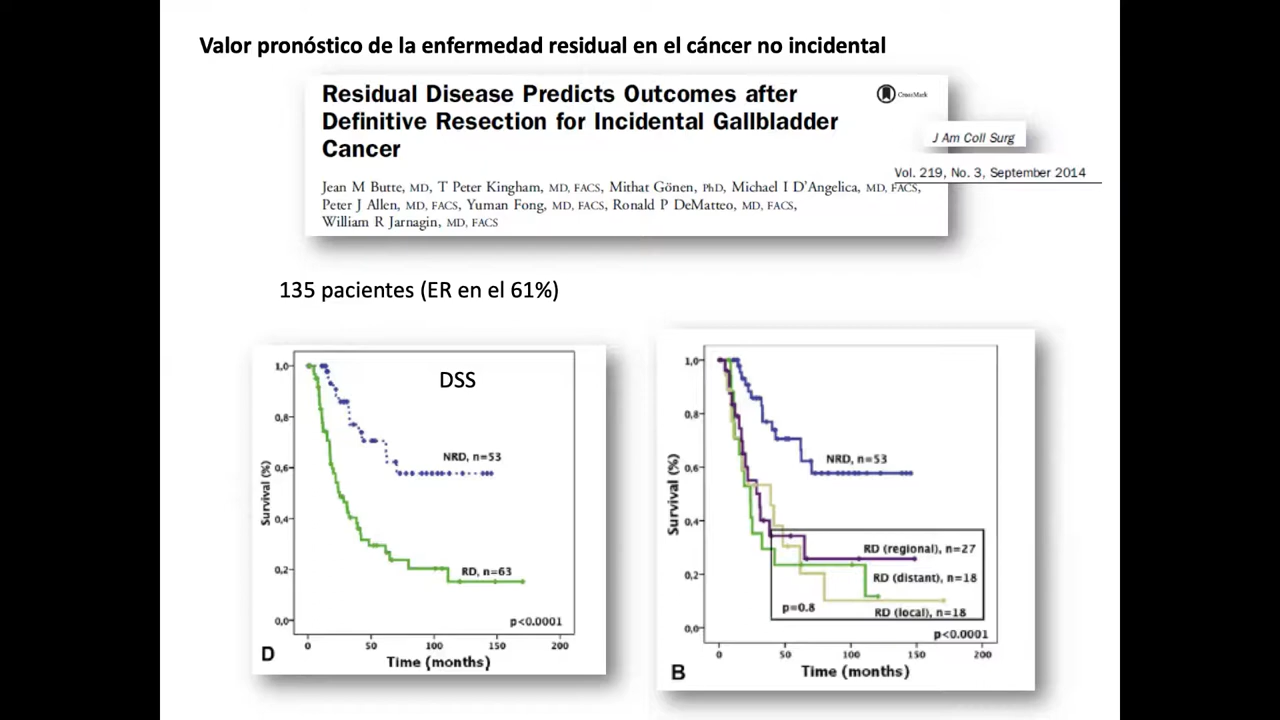 Valor pronóstico de la enfermedad residual en el cáncer no incidental
Residual Disease Predicts Outcomes after
Definitive Resection for Incidental Gallbladder
Cancer
CrossMark
J Am Coll Surg
Vol. 219, No. 3, September 2014
Jean M Butte, MD, T Peter Kingham, MD, FACS, Mithat Gönen, PhD, Michael I D'Angelica, MD, FACS,
Peter J Allen, MD, FACS, Yuman Fong, MD, FACS, Ronald P DeMatteo, MD, FACS,
William R Jarnagin, MD, FACS
135 pacientes (ER en el 61%)
DSS
Survival (%)
1,0
0,8
0,6
0,4
0,2
0,0
NRD, n=53
RD, n=63
p<0.0001
0 50 100 150 200
Time (months)
D
Survival (%)
1,0
0,8
0,6
0,4
0,2
0,0
NRD, n=53
RD (regional), n=27
RD (distant), n=18
RD (local), n=18
p=0.8
p<0.0001
0 50 100 150 200
Time (months)
B